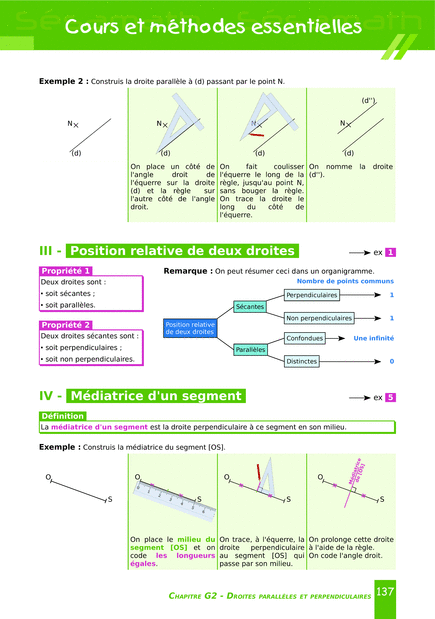 Cours et méthodes essentielles
Exemple 2 : Construis la droite parallèle à (d) passant par le point N.
N
(d)
N
(d)
N
(d)
(d'')
N
(d)
On place un côté de
l'angle droit de
l'équerre sur la droite
(d) et la règle sur
l'autre côté de l'angle
droit.
On fait coulisser
l'équerre le long de la
règle, jusqu'au point N,
sans bouger la règle.
On trace la droite le
long du côté de
l'équerre.
On nomme la droite
(d'').
III - Position relative de deux droites
ex 1
Propriété 1
Deux droites sont :
• soit sécantes ;
• soit parallèles.
Propriété 2
Deux droites sécantes sont :
• soit perpendiculaires ;
• soit non perpendiculaires.
Remarque : On peut résumer ceci dans un organigramme.
Nombre de points communs
Position relative
de deux droites
Sécantes
Parallèles
Perpendiculaires
1
Non perpendiculaires
1
Confondues
Une infinité
Distinctes
0
IV - Médiatrice d'un segment
ex 5
Définition
La médiatrice d'un segment est la droite perpendiculaire à ce segment en son milieu.
Exemple : Construis la médiatrice du segment [OS].
O
S
O
S
0 1 2 3 4 5 6
O
S
O
S
Médiatrice
de [OS]
On place le milieu du
segment [OS] et on
code les longueurs
égales.
On trace, à l'équerre, la
droite perpendiculaire
au segment [OS] qui
passe par son milieu.
On prolonge cette droite
à l'aide de la règle.
On code l'angle droit.
CHAPITRE G2 - DROITES PARALLÈLES ET PERPENDICULAIRES
137